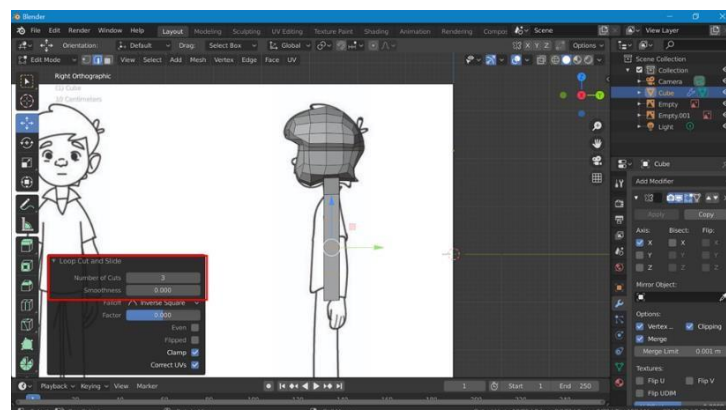 Blender
File Edit Render Window Help Layout Modeling Sculpting UV Editing Texture Paint Shading Animation Rendering Scene View Layer
Orientation: Default Drag: Select Box Global X Y Z Options
Edit Mode View Select Add Mesh Vertex Edge Face UV
Right Orthographic
(1) Cube
10 Centimeters
Scene Collection
Collection
Camera
Cube
Empty
Empty.001
Light
Cube
Add Modifier
Apply Copy
Axis: Bisect: Flip:
X X X
Y Y Y
Z Z Z
Mirror Object:
Options:
Vertex ... Clipping
Merge
Merge Limit 0.001 m
Textures:
Flip U Flip V
Flip UDIM
Loop Cut and Slide
Number of Cuts 3
Smoothness 0.000
Falloff Inverse Square
Factor 0.000
Even
Flipped
Clamp
Correct UVs
Playback Keying View Marker 1 Start 1 End 250